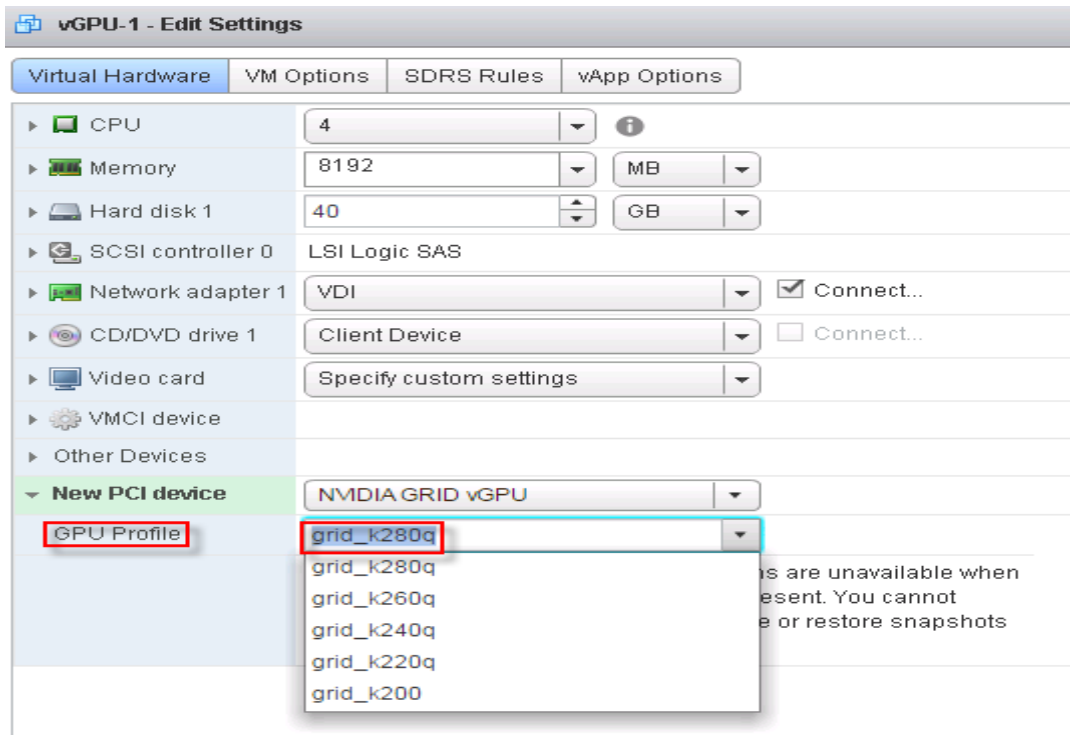 vGPU-1 - Edit Settings
Virtual Hardware VM Options SDRS Rules vApp Options
CPU 4
Memory 8192 MB
Hard disk 1 40 GB
SCSI controller 0 LSI Logic SAS
Network adapter 1 VDI Connect...
CD/DVD drive 1 Client Device Connect...
Video card Specify custom settings
VMCI device
Other Devices
New PCI device NVIDIA GRID vGPU
GPU Profile grid_k280q
grid_k280q
are unavailable when
grid_k260q
You cannot
grid_k240q
or restore snapshots
grid_k220q
grid_k200